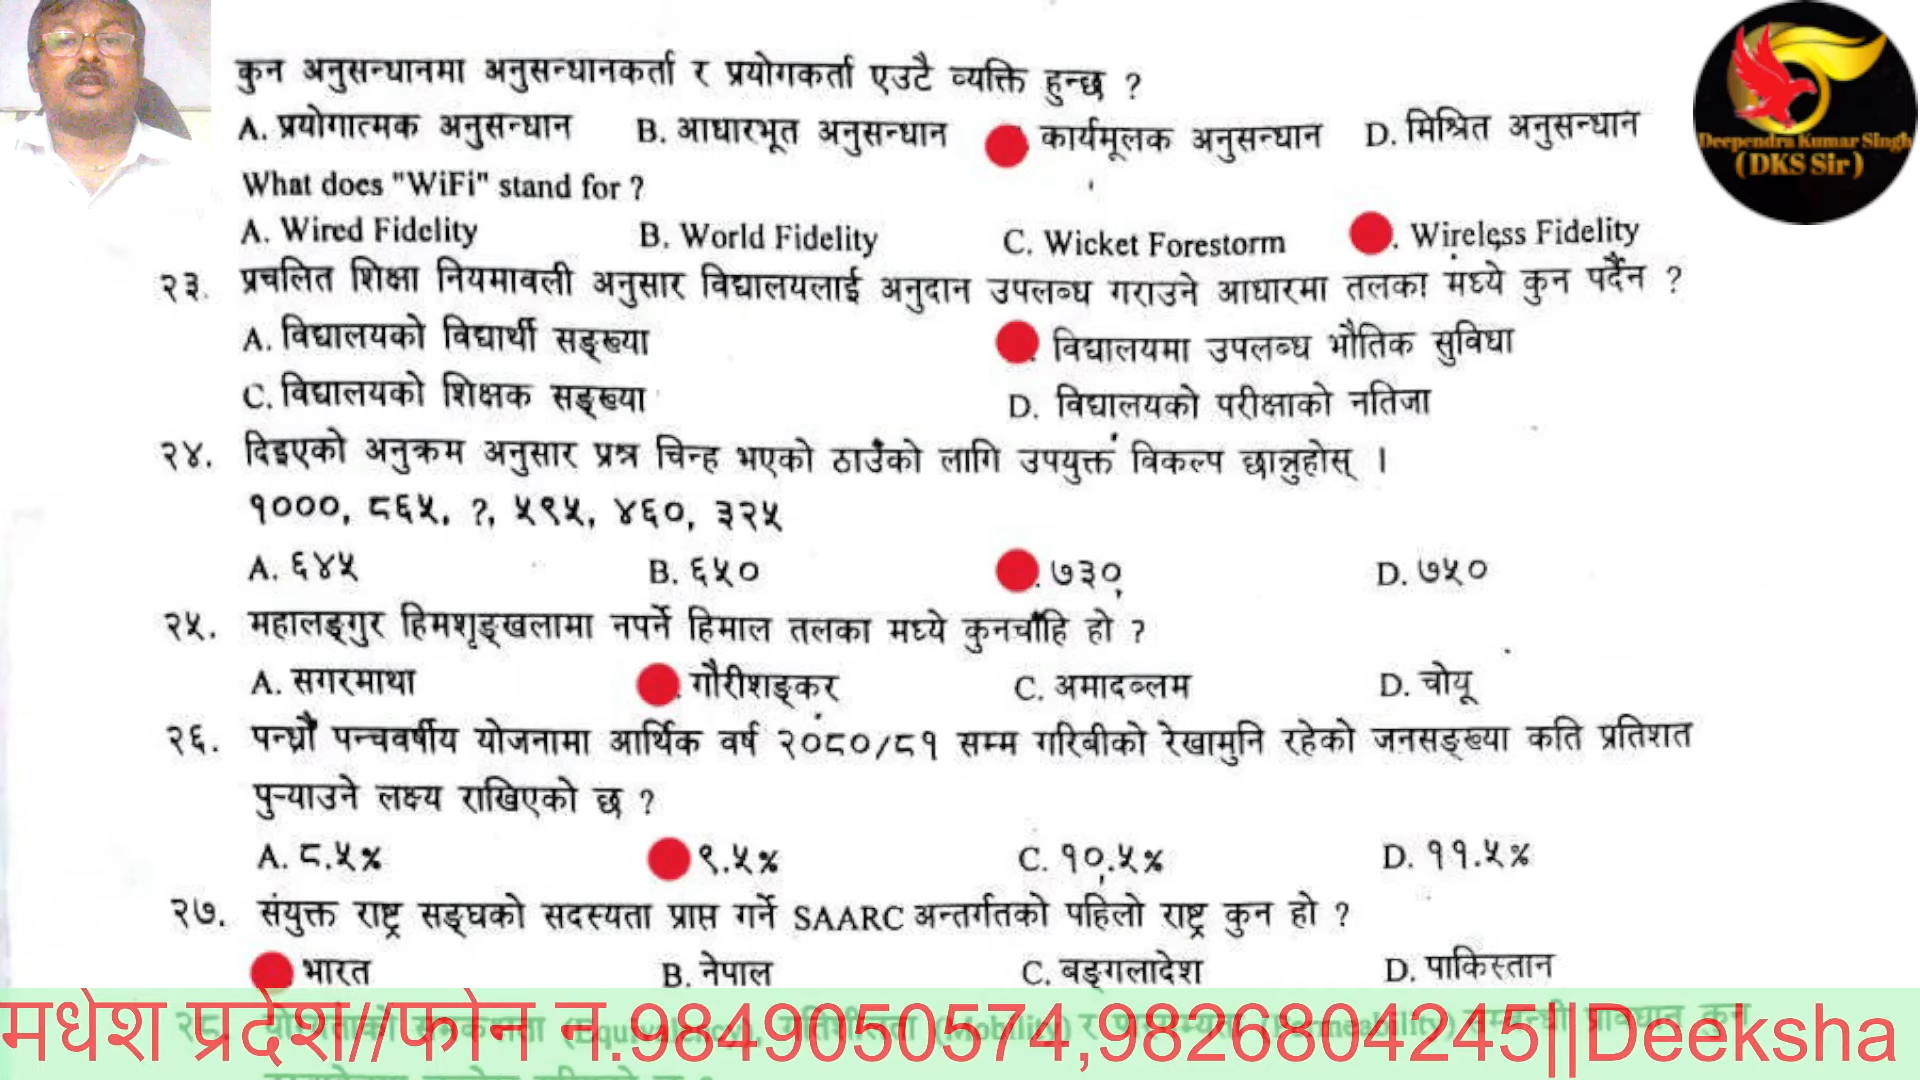 कुन अनुसन्धानमा अनुसन्धानकर्ता र प्रयोगकर्ता एउटै व्यक्ति हुन्छ ?
A. प्रयोगात्मक अनुसन्धान B. आधारभूत अनुसन्धान कार्यमूलक अनुसन्धान D. मिश्रित अनुसन्धान
Deependra Kumar Singh
(DKS Sir)
What does "WiFi" stand for ?
A. Wired Fidelity B. World Fidelity C. Wicket Forestorm . Wireless Fidelity
२३. प्रचलित शिक्षा नियमावली अनुसार विद्यालयलाई अनुदान उपलब्ध गराउने आधारमा तलका मध्ये कुन पर्दैन ?
A. विद्यालयको विद्यार्थी सङ्ख्या . विद्यालयमा उपलब्ध भौतिक सुविधा
C. विद्यालयको शिक्षक सङ्ख्या D. विद्यालयको परीक्षाको नतिजा
२४. दिइएको अनुक्रम अनुसार प्रश्न चिन्ह भएको ठाउँको लागि उपयुक्त विकल्प छान्नुहोस् ।
१०००, ८६५, ?, ५९५, ४६०, ३२५
A. ६४५ B. ६५० . ७३० D. ७५०
२५. महालङ्गुर हिमशृङ्खलामा नपर्ने हिमाल तलका मध्ये कुनचाँहि हो ?
A. सगरमाथा . गौरीशङ्कर C. अमादब्लम D. चोयू
२६. पन्ध्रौं पन्चवर्षीय योजनामा आर्थिक वर्ष २०८०/८१ सम्म गरिबीको रेखामुनि रहेको जनसङ्ख्या कति प्रतिशत
पुऱ्याउने लक्ष्य राखिएको छ ?
A. ८.५% ९.५% C. १०.५% D. ११.५%
२७. संयुक्त राष्ट्र सङ्घको सदस्यता प्राप्त गर्ने SAARC अन्तर्गतको पहिलो राष्ट्र कुन हो ?
भारत B. नेपाल C. बङ्गलादेश D. पाकिस्तान
मधेश प्रदेश//फोन न.9849050574,9826804245||Deeksha